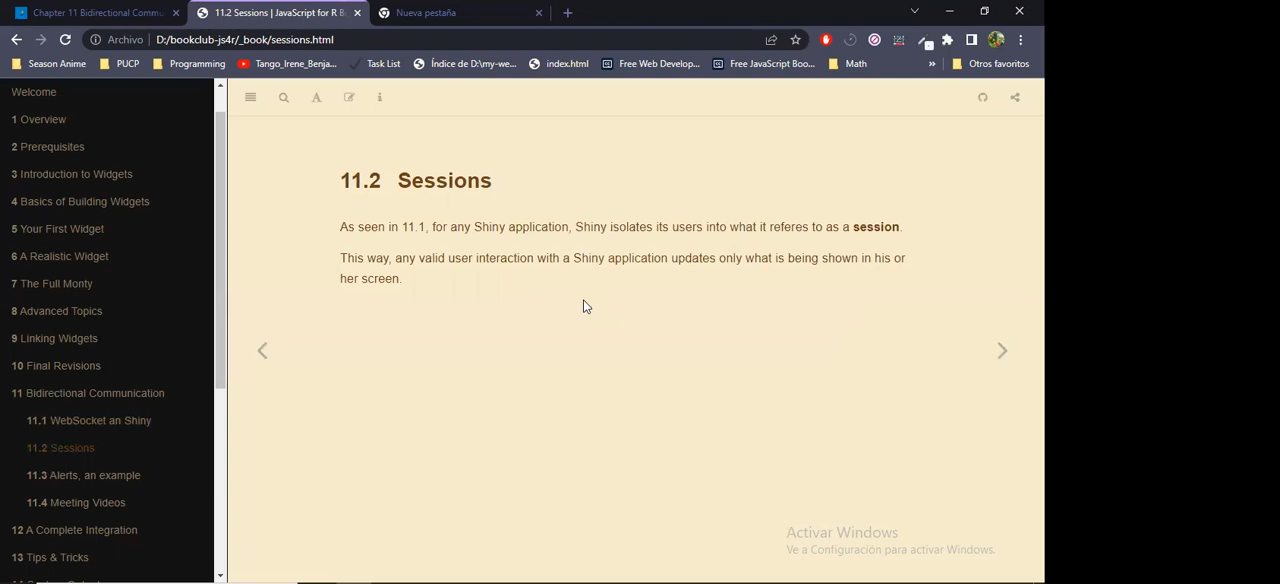 Chapter 11 Bidirectional Commu
11.2 Sessions | JavaScript for R B
Nueva pestaña
Archivo
D:/bookclub-js4r/_book/sessions.html
Season Anime
PUCP
Programming
Tango_Irene_Benja...
Task List
Índice de D:\my-we...
index.html
Free Web Develop...
Free JavaScript Boo...
Math
»
Otros favoritos
Welcome
1 Overview
2 Prerequisites
3 Introduction to Widgets
4 Basics of Building Widgets
5 Your First Widget
6 A Realistic Widget
7 The Full Monty
8 Advanced Topics
9 Linking Widgets
10 Final Revisions
11 Bidirectional Communication
11.1 WebSocket an Shiny
11.2 Sessions
11.3 Alerts, an example
11.4 Meeting Videos
12 A Complete Integration
13 Tips & Tricks
11.2 Sessions
As seen in 11.1, for any Shiny application, Shiny isolates its users into what it referes to as a session.
This way, any valid user interaction with a Shiny application updates only what is being shown in his or
her screen.
Activar Windows
Ve a Configuración para activar Windows.